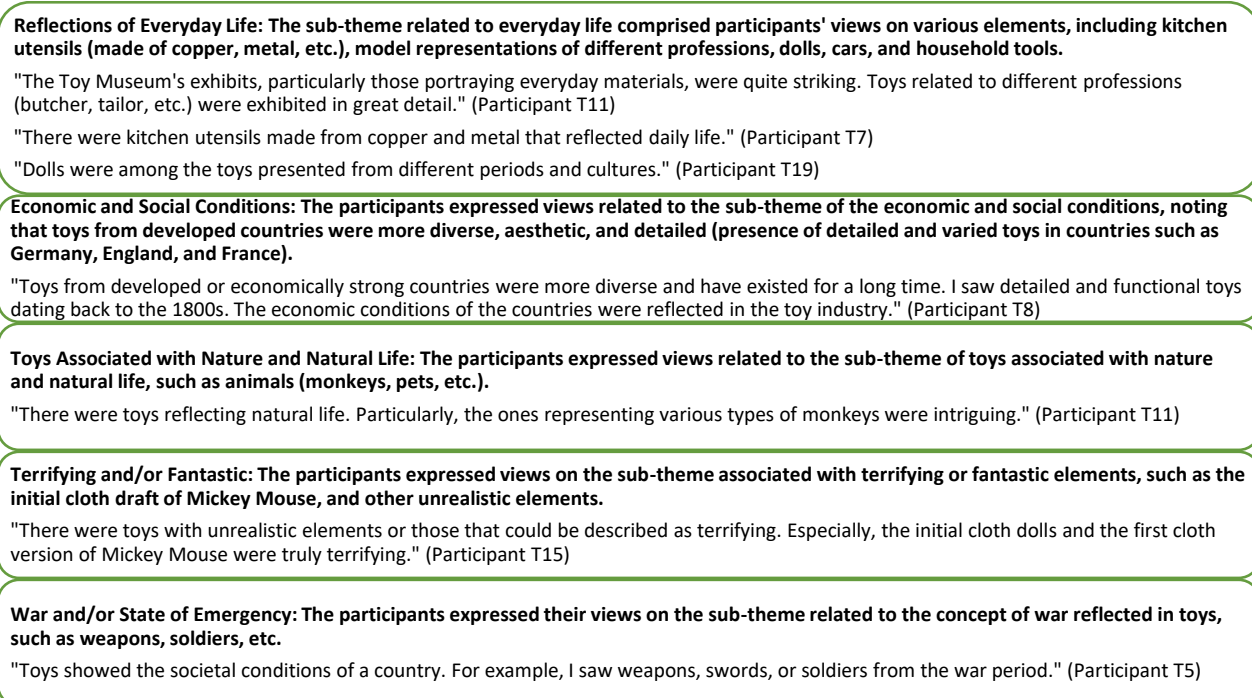 Reflections of Everyday Life: The sub-theme related to everyday life comprised participants' views on various elements, including kitchen
utensils (made of copper, metal, etc.), model representations of different professions, dolls, cars, and household tools.
"The Toy Museum's exhibits, particularly those portraying everyday materials, were quite striking. Toys related to different professions
(butcher, tailor, etc.) were exhibited in great detail." (Participant T11)
"There were kitchen utensils made from copper and metal that reflected daily life." (Participant T7)
"Dolls were among the toys presented from different periods and cultures." (Participant T19)
Economic and Social Conditions: The participants expressed views related to the sub-theme of the economic and social conditions, noting
that toys from developed countries were more diverse, aesthetic, and detailed (presence of detailed and varied toys in countries such as
Germany, England, and France).
"Toys from developed or economically strong countries were more diverse and have existed for a long time. I saw detailed and functional toys
dating back to the 1800s. The economic conditions of the countries were reflected in the toy industry." (Participant T8)
Toys Associated with Nature and Natural Life: The participants expressed views related to the sub-theme of toys associated with nature
and natural life, such as animals (monkeys, pets, etc.).
"There were toys reflecting natural life. Particularly, the ones representing various types of monkeys were intriguing." (Participant T11)
Terrifying and/or Fantastic: The participants expressed views on the sub-theme associated with terrifying or fantastic elements, such as the
initial cloth draft of Mickey Mouse, and other unrealistic elements.
"There were toys with unrealistic elements or those that could be described as terrifying. Especially, the initial cloth dolls and the first cloth
version of Mickey Mouse were truly terrifying." (Participant T15)
War and/or State of Emergency: The participants expressed their views on the sub-theme related to the concept of war reflected in toys,
such as weapons, soldiers, etc.
"Toys showed the societal conditions of a country. For example, I saw weapons, swords, or soldiers from the war period." (Participant T5)